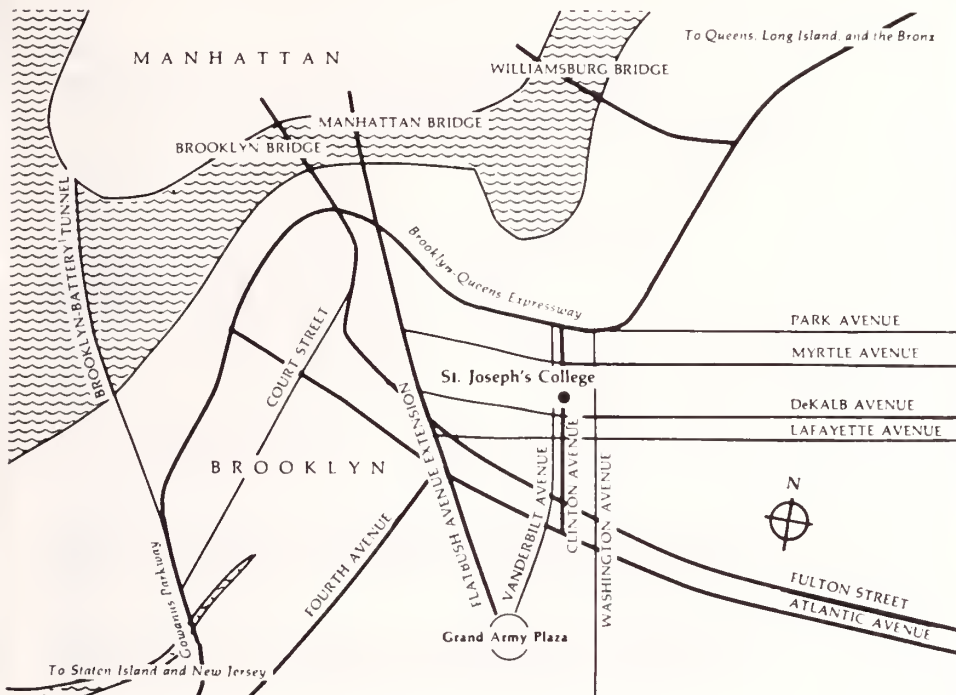 To Queens, Long Island, and the Bronx
MANHATTAN
WILLIAMSBURG BRIDGE
MANHATTAN BRIDGE
BROOKLYN BRIDGE
BROOKLYN-BATTERY TUNNEL
Brooklyn-Queens Expressway
PARK AVENUE
MYRTLE AVENUE
COURT STREET
St. Joseph's College
DeKALB AVENUE
LAFAYETTE AVENUE
BROOKLYN
FLATBUSH AVENUE EXTENSION
VANDERBILT AVENUE
CLINTON AVENUE
WASHINGTON AVENUE
N
FOURTH AVENUE
FULTON STREET
ATLANTIC AVENUE
Gowanus Parkway
Grand Army Plaza
To Staten Island and New Jersey